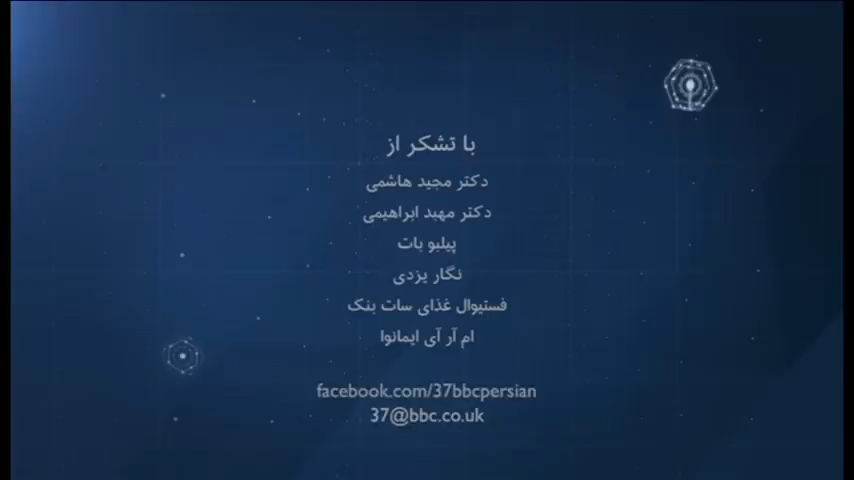 با تشکر از
دکتر مجید هاشمی
دکتر مهبد ابراهیمی
پیلبو بات
نگار یزدی
فستیوال غذای سات بنک
ام آر آی ایمانوا
facebook.com/37bbcpersian
37@bbc.co.uk